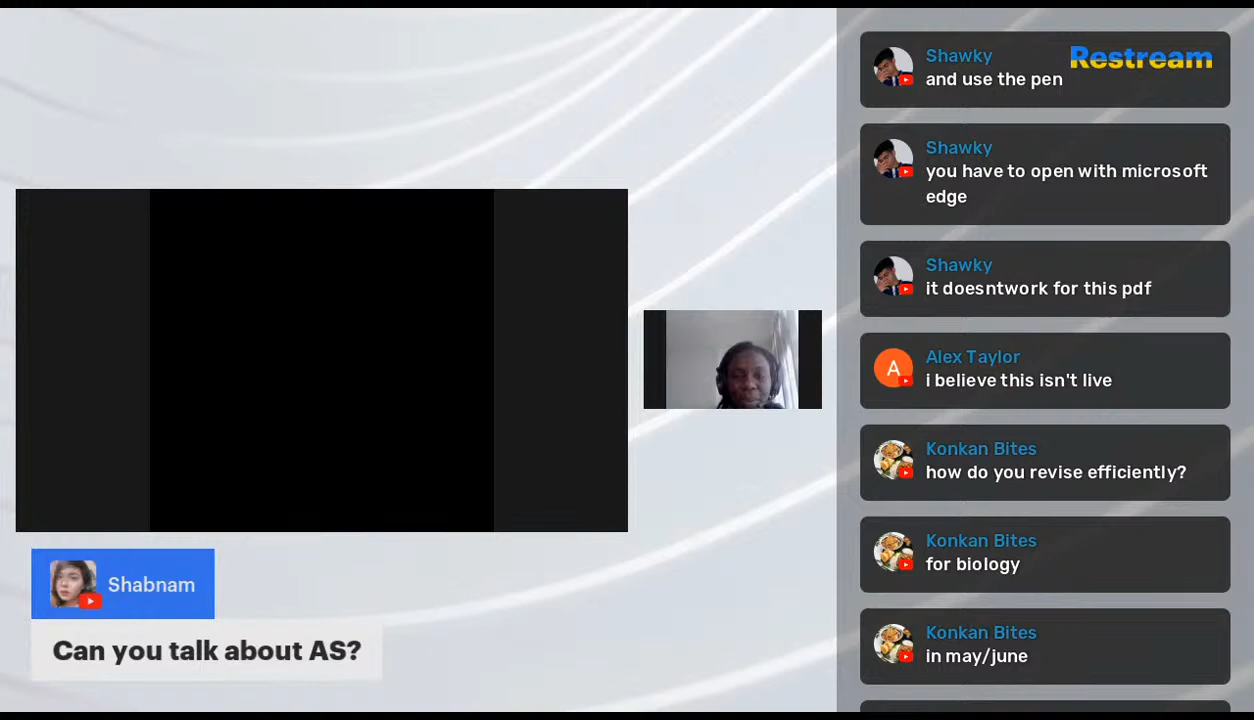 Restream
Shawky
and use the pen
Shawky
you have to open with microsoft
edge
Shawky
it doesntwork for this pdf
A
Alex Taylor
i believe this isn't live
Konkan Bites
how do you revise efficiently?
Konkan Bites
for biology
Konkan Bites
in may/june
Shabnam
Can you talk about AS?